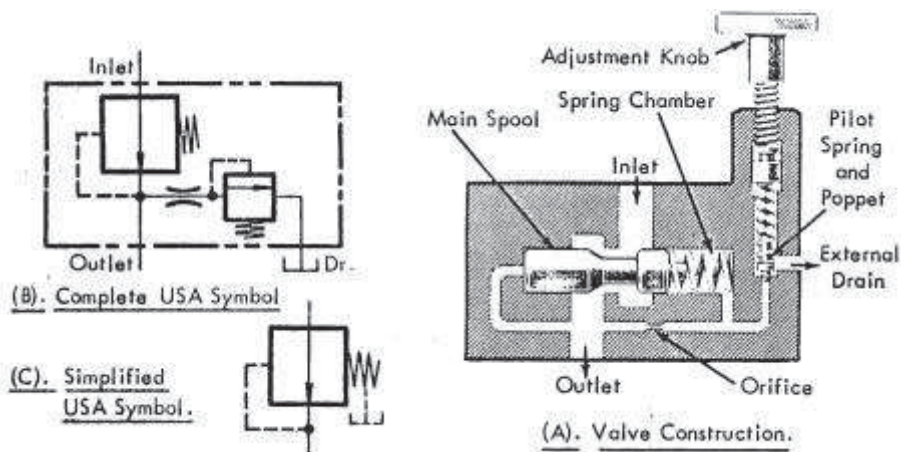 Inlet
Outlet
Dr.
(B). Complete USA Symbol
(C). Simplified
USA Symbol.
Adjustment Knob
Spring Chamber
Main Spool
Inlet
Pilot
Spring
and
Poppet
External
Drain
Outlet
Orifice
(A). Valve Construction.